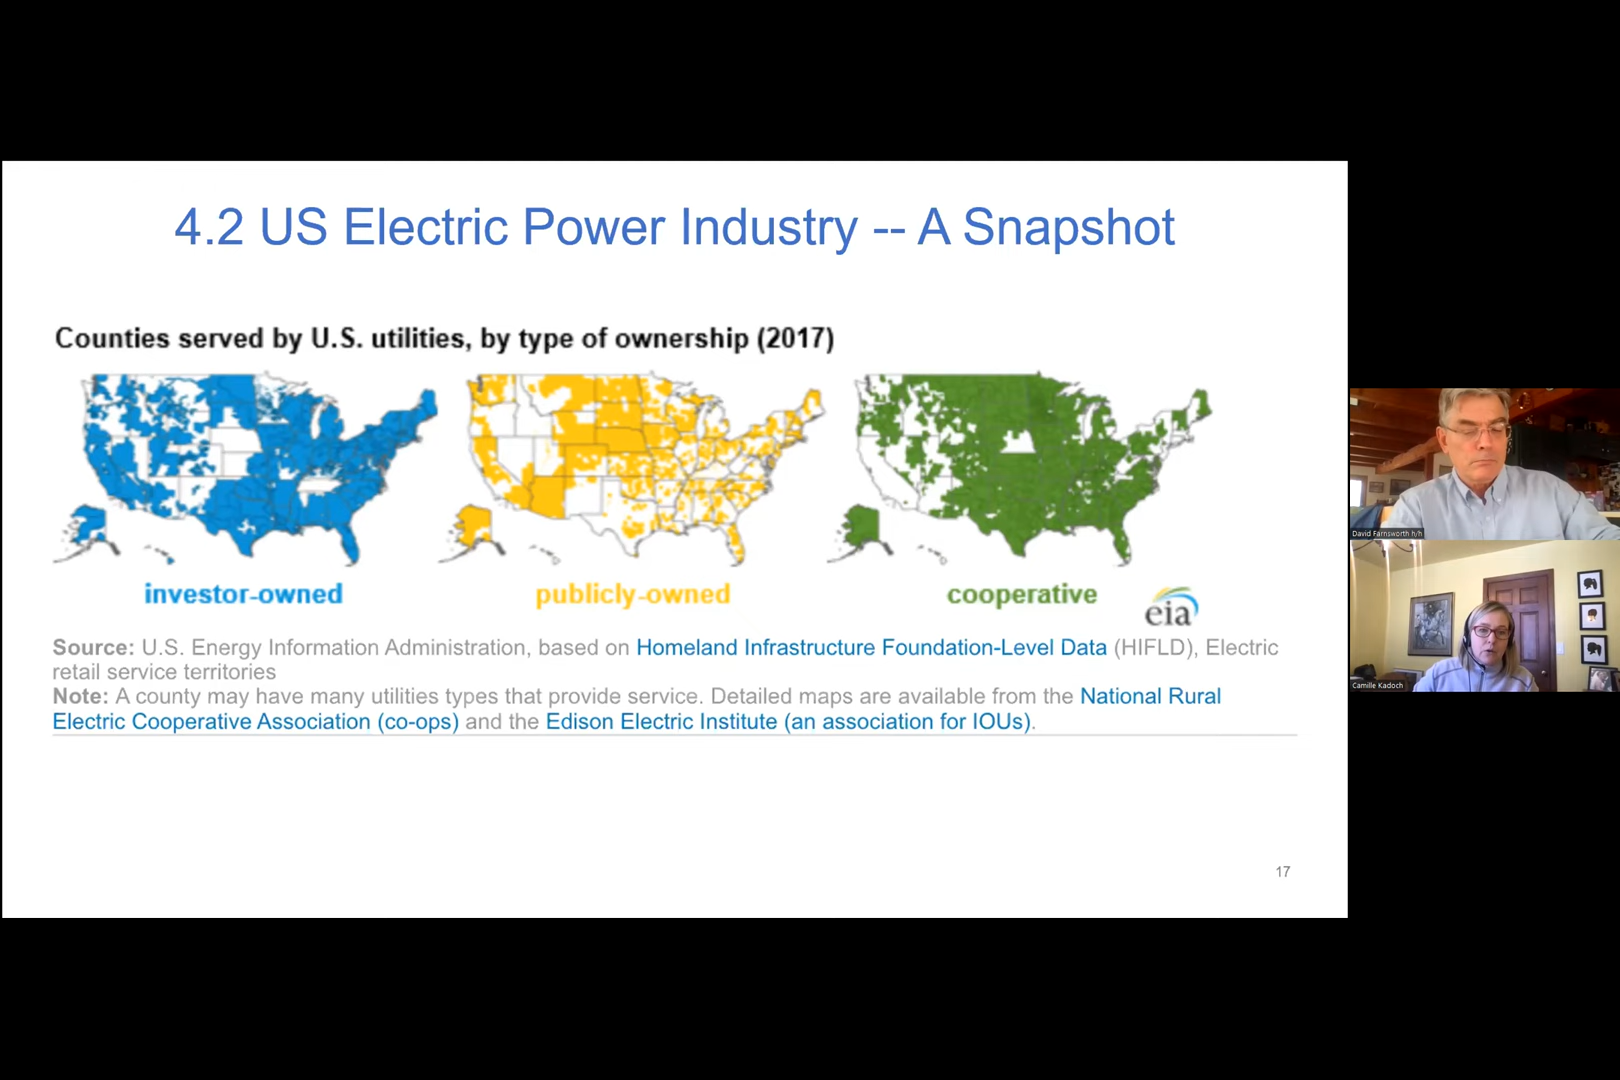 4.2 US Electric Power Industry -- A Snapshot
Counties served by U.S. utilities, by type of ownership (2017)
investor-owned
publicly-owned
cooperative
eia
Source: U.S. Energy Information Administration, based on Homeland Infrastructure Foundation-Level Data (HIFLD), Electric
retail service territories
Note: A county may have many utilities types that provide service. Detailed maps are available from the National Rural
Electric Cooperative Association (co-ops) and the Edison Electric Institute (an association for IOUs).
17
David Farnsworth h/h
Camille Kadoch